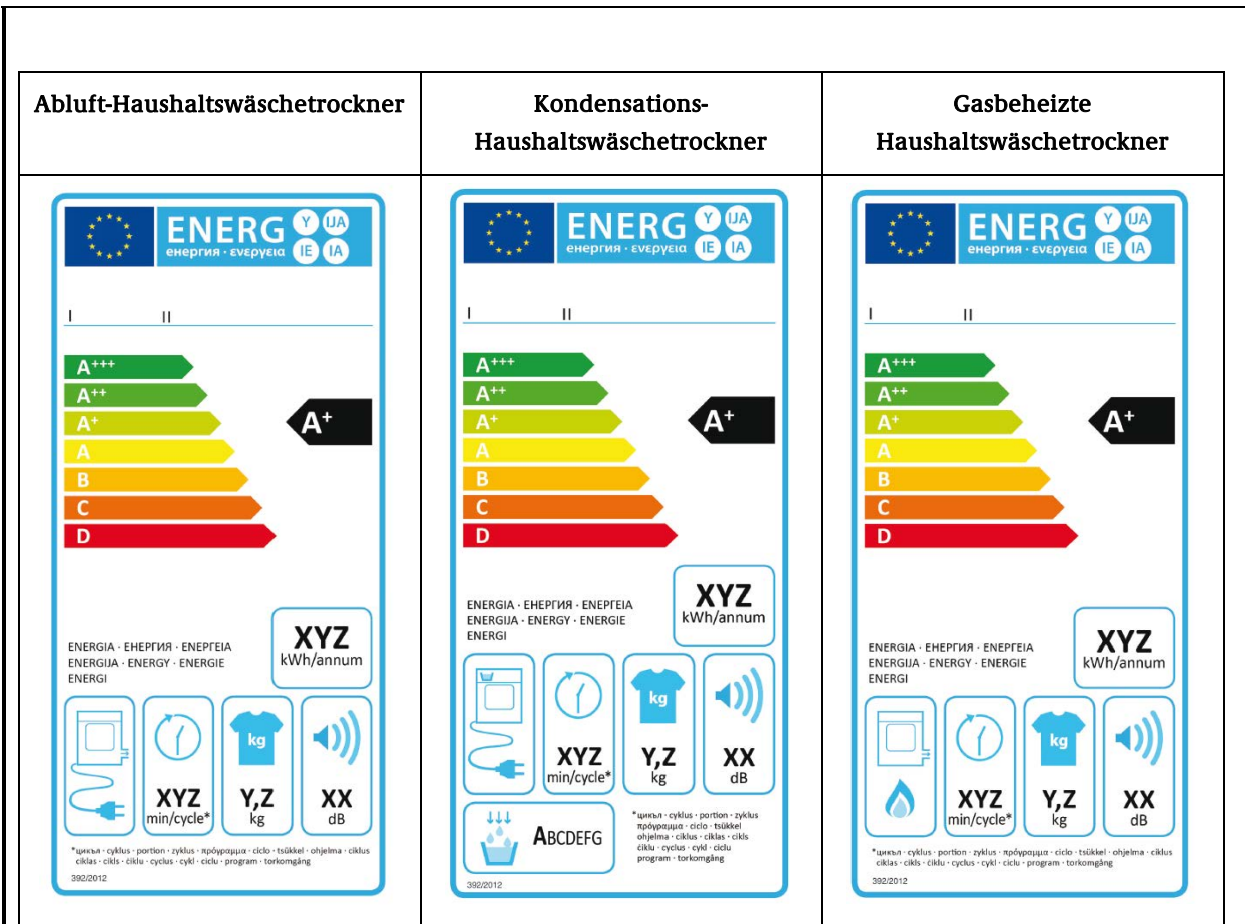 Abluft-Haushaltswäschetrockner
Kondensations-
Haushaltswäschetrockner
Gasbeheizte
Haushaltswäschetrockner
ENERG Y IJA
енергия · ενεργεια IE IA
I II
A+++
A++
A+
A
B
C
D
A+
ENERGIA · ЕНЕРГИЯ · ΕΝΕΡΓΕΙΑ
ENERGIJA · ENERGY · ENERGIE
ENERGI
XYZ
kWh/annum
kg
XYZ
min/cycle*
Y,Z
kg
XX
dB
*цикъл · cyklus · portion · zyklus · πρόγραμμα · ciclo · tsükkel · ohjelma · ciklus
ciklas · cikls · ċiklu · cyclus · cykl · ciclu · program · torkomgång
392/2012
ENERG Y IJA
енергия · ενεργεια IE IA
I II
A+++
A++
A+
A
B
C
D
A+
XYZ
kWh/annum
ENERGIA · ЕНЕРГИЯ · ΕΝΕΡΓΕΙΑ
ENERGIJA · ENERGY · ENERGIE
ENERGI
kg
XYZ
min/cycle*
Y,Z
kg
XX
dB
ABCDEFG
*цикъл · cyklus · portion · zyklus
πρόγραμμα · ciclo · tsükkel
ohjelma · ciklus · ciklas · cikls
ċiklu · cyclus · cykl · ciclu
program · torkomgång
392/2012
ENERG Y IJA
енергия · ενεργεια IE IA
I II
A+++
A++
A+
A
B
C
D
A+
ENERGIA · ЕНЕРГИЯ · ΕΝΕΡΓΕΙΑ
ENERGIJA · ENERGY · ENERGIE
ENERGI
XYZ
kWh/annum
kg
XYZ
min/cycle*
Y,Z
kg
XX
dB
*цикъл · cyklus · portion · zyklus · πρόγραμμα · ciclo · tsükkel · ohjelma · ciklus
ciklas · cikls · ċiklu · cyclus · cykl · ciclu · program · torkomgång
392/2012